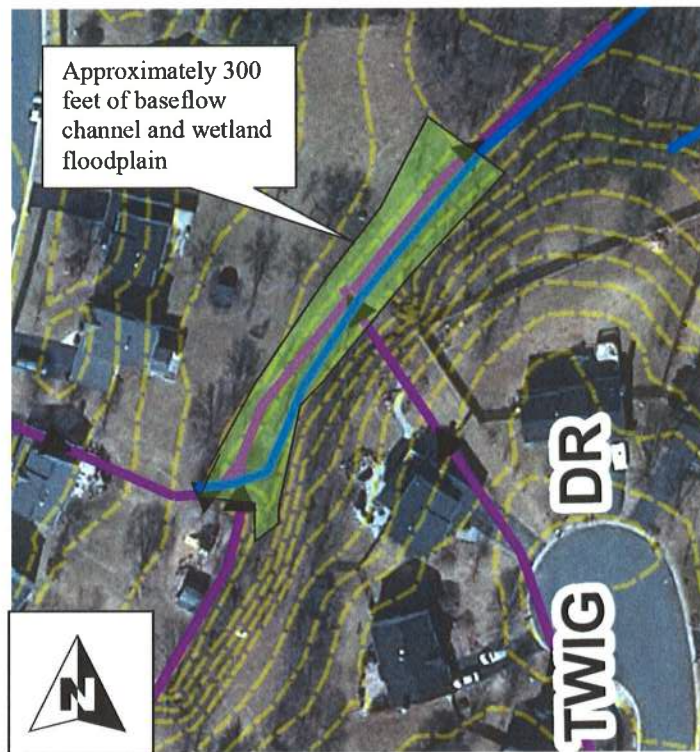 Approximately 300
feet of baseflow
channel and wetland
floodplain
TWIG DR
N